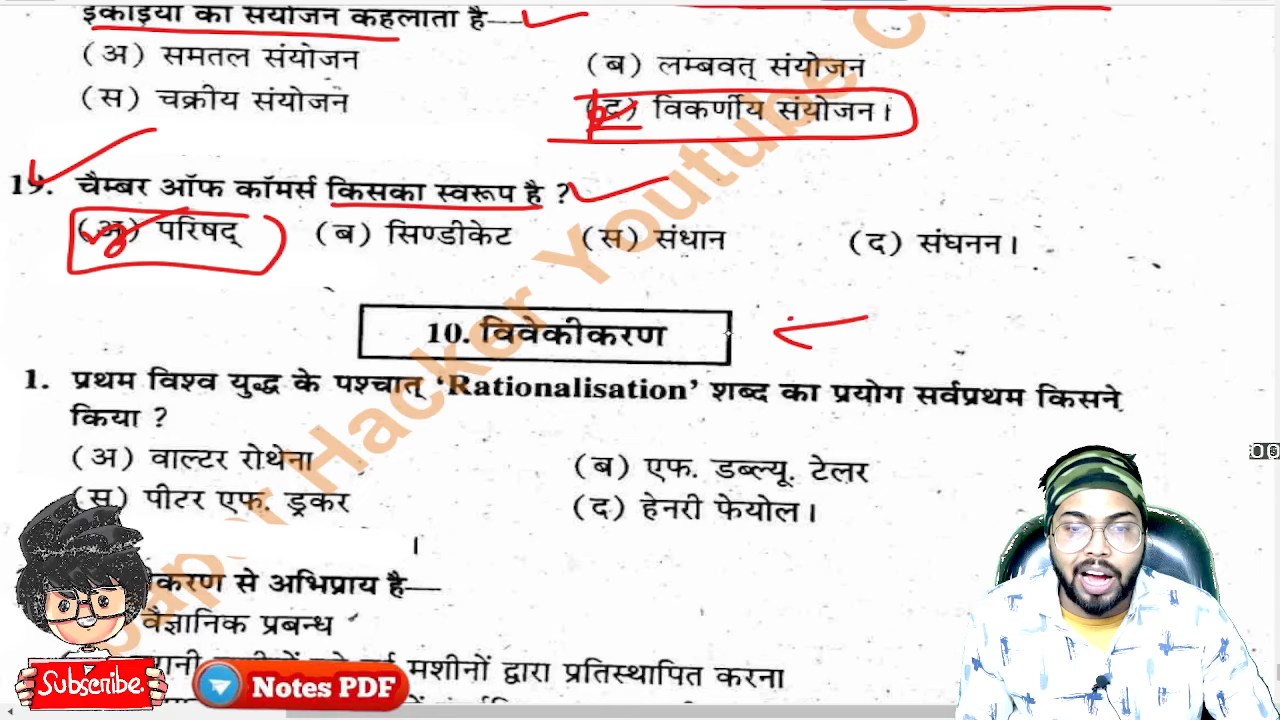 इकाइयों का संयोजन कहलाता है—
(अ) समतल संयोजन (ब) लम्बवत् संयोजन
(स) चक्रीय संयोजन (द) विकर्णीय संयोजन।
19. चैम्बर ऑफ कॉमर्स किसका स्वरूप है ?
(अ) परिषद् (ब) सिण्डीकेट (स) संधान (द) संघनन।
10. विवेकीकरण
1. प्रथम विश्व युद्ध के पश्चात् ‘Rationalisation’ शब्द का प्रयोग सर्वप्रथम किसने
किया ?
(अ) वाल्टर रोथेना (ब) एफ. डब्ल्यू. टेलर
(स) पीटर एफ. ड्रकर (द) हेनरी फेयोल।
करण से अभिप्राय है—
वैज्ञानिक प्रबन्ध
मशीनों द्वारा प्रतिस्थापित करना
Hacker Youtube
Subscribe.
Notes PDF